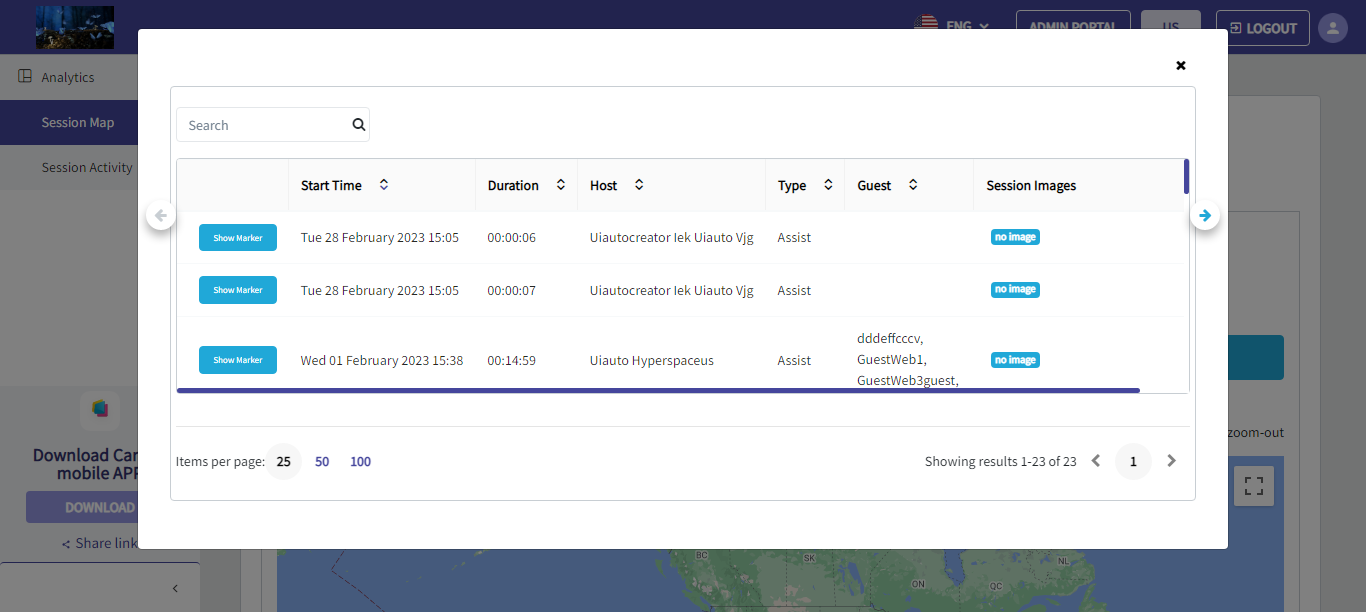 ENG
ADMIN PORTAL
US
LOGOUT
Analytics
Session Map
Session Activity
Search
Start Time Duration Host Type Guest Session Images
Show Marker Tue 28 February 2023 15:05 00:00:06 Uiautocreator Iek Uiauto Vjg Assist no image
Show Marker Tue 28 February 2023 15:05 00:00:07 Uiautocreator Iek Uiauto Vjg Assist no image
dddeffcccv,
Show Marker Wed 01 February 2023 15:38 00:14:59 Uiauto Hyperspaceus Assist GuestWeb1, no image
GuestWeb3guest,
Items per page: 25 50 100
Showing results 1-23 of 23 1
Download Car
mobile APP
DOWNLOAD
Share link
zoom-out
BC
SK
ON
QC
NL